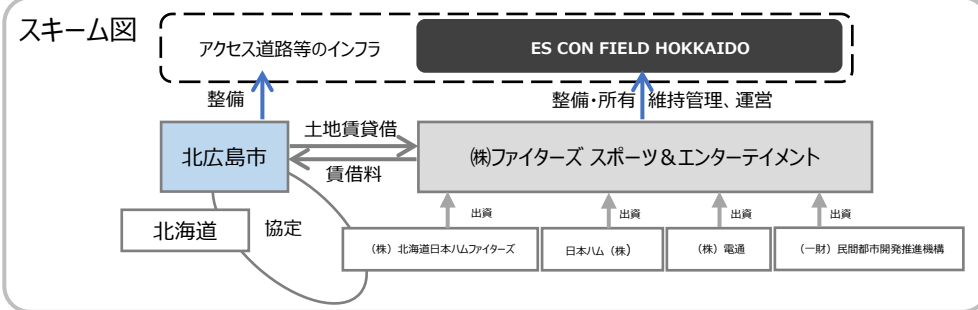 スキーム図
アクセス道路等のインフラ
ES CON FIELD HOKKAIDO
整備
整備・所有 維持管理、運営
北広島市
土地賃貸借
賃借料
㈱ファイターズ スポーツ＆エンターテイメント
北海道
協定
出資
出資
出資
出資
（株）北海道日本ハムファイターズ
日本ハム（株）
（株）電通
（一財）民間都市開発推進機構